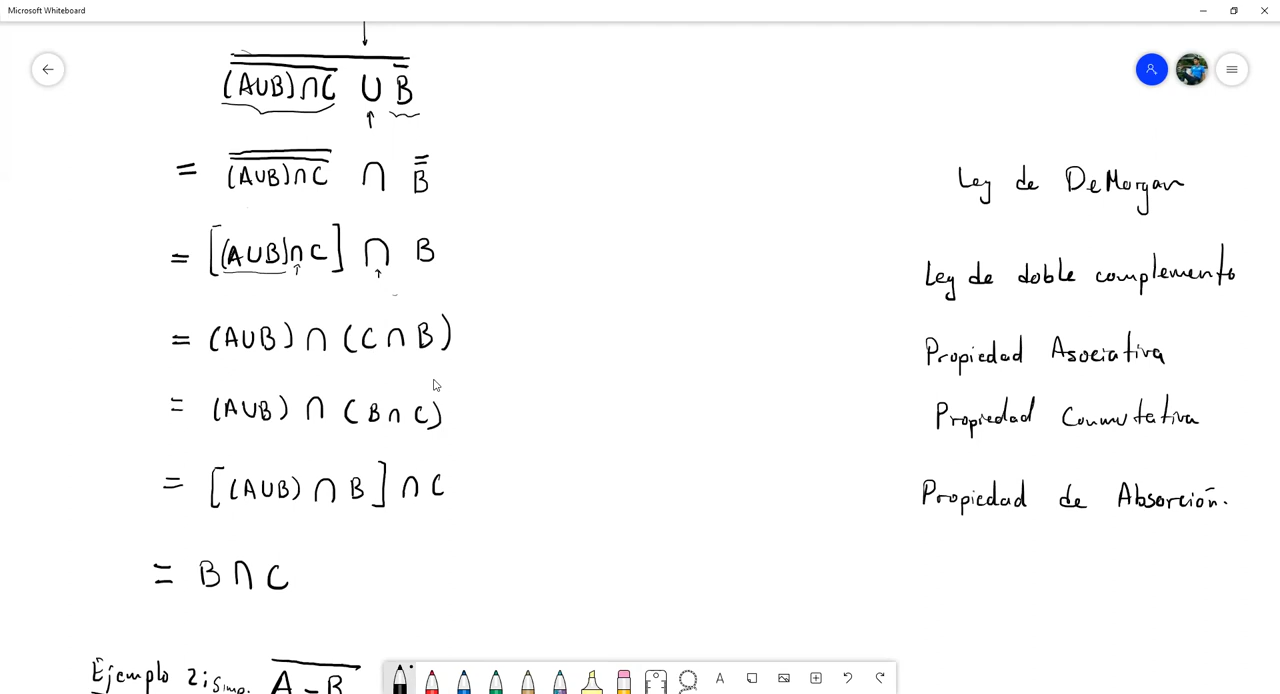 Microsoft Whiteboard
(A∪B)∩C ∪ B̅
= (A∪B)∩C ∩ B̿ Ley de DeMorgan
= [(A∪B)∩C] ∩ B Ley de doble complemento
= (A∪B) ∩ (C ∩ B) Propiedad Asociativa
= (A∪B) ∩ (B∩C) Propiedad Conmutativa
= [(A∪B) ∩ B] ∩ C Propiedad de Absorción.
= B∩C
Ejemplo 2: Simp. A̅ ̅-̅ ̅B̅